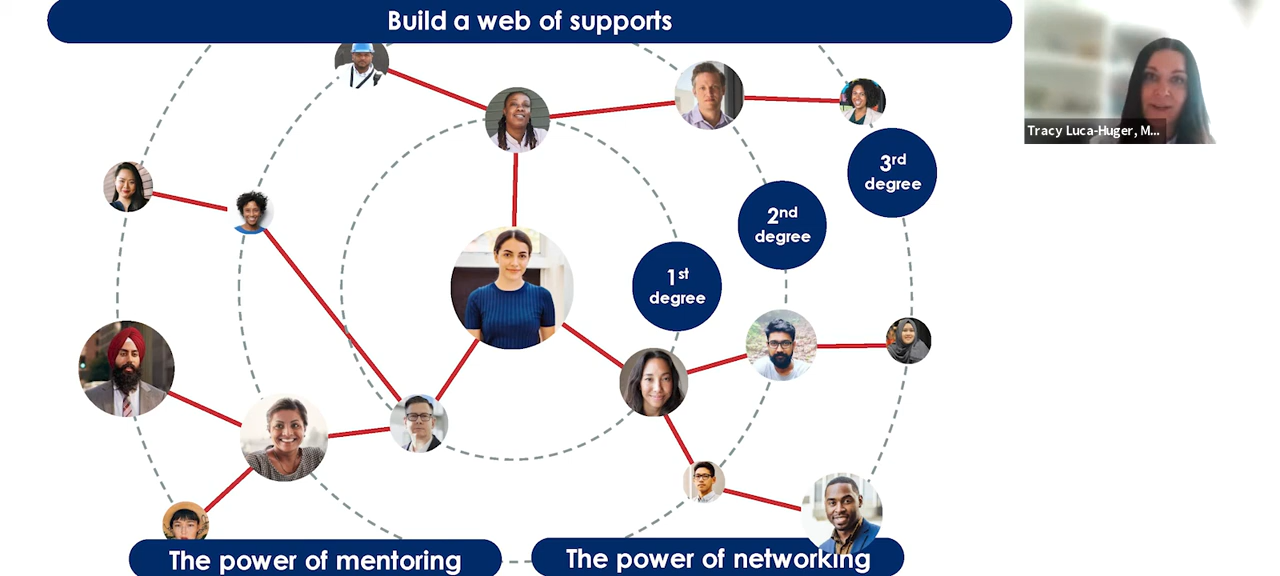 Build a web of supports
Tracy Luca-Huger, M...
3rd
degree
2nd
degree
1st
degree
The power of mentoring
The power of networking